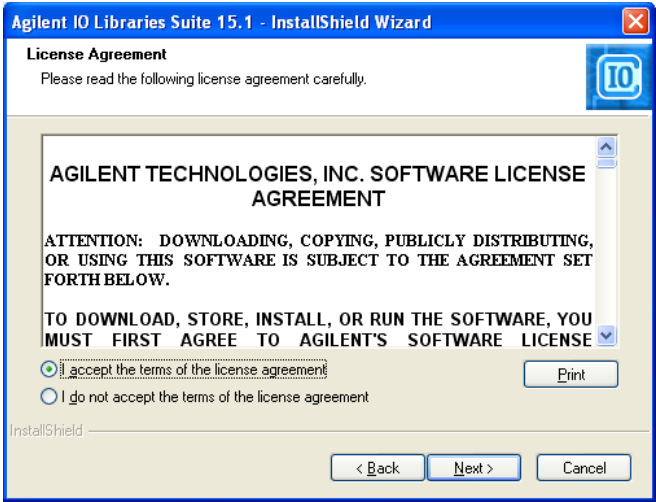 Agilent IO Libraries Suite 15.1 - InstallShield Wizard
License Agreement
Please read the following license agreement carefully.
IO
AGILENT TECHNOLOGIES, INC. SOFTWARE LICENSE
AGREEMENT
ATTENTION: DOWNLOADING, COPYING, PUBLICLY DISTRIBUTING,
OR USING THIS SOFTWARE IS SUBJECT TO THE AGREEMENT SET
FORTH BELOW.
TO DOWNLOAD, STORE, INSTALL, OR RUN THE SOFTWARE, YOU
MUST FIRST AGREE TO AGILENT'S SOFTWARE LICENSE
I accept the terms of the license agreement
Print
I do not accept the terms of the license agreement
InstallShield
< Back
Next >
Cancel